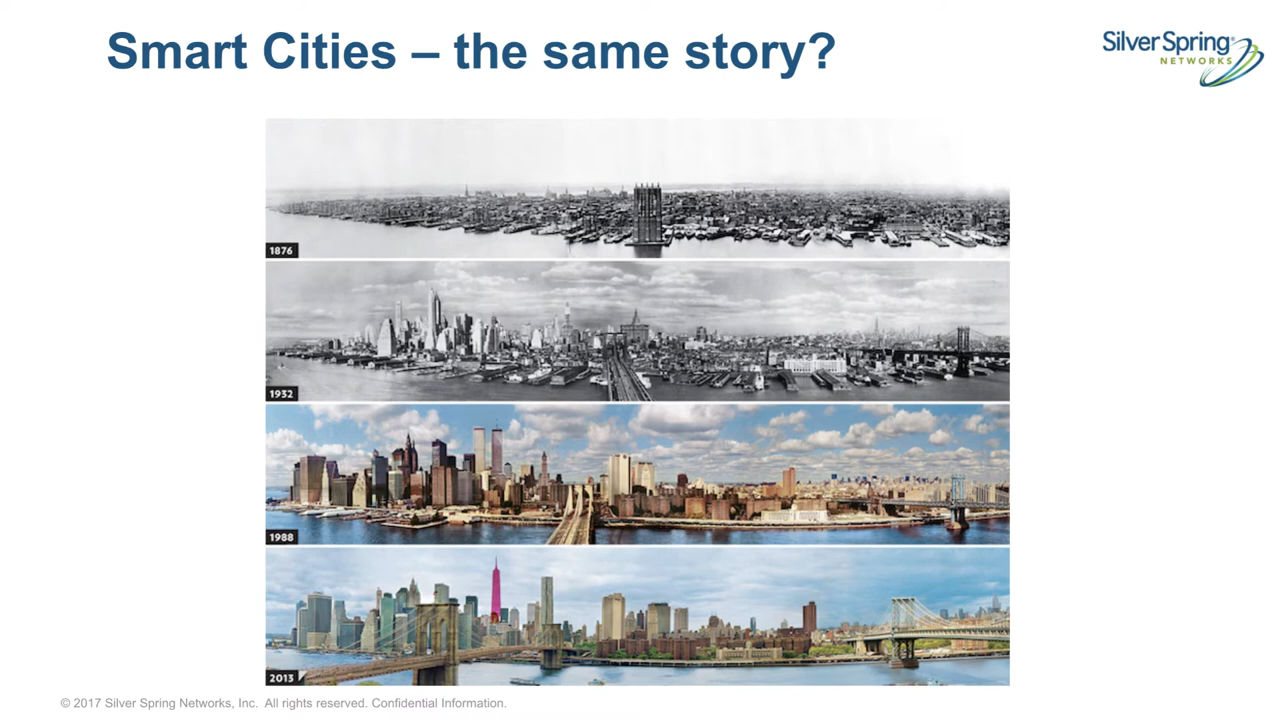 Smart Cities – the same story?
Silver Spring®
NETWORKS
1876
1932
1988
2013
© 2017 Silver Spring Networks, Inc. All rights reserved. Confidential Information.